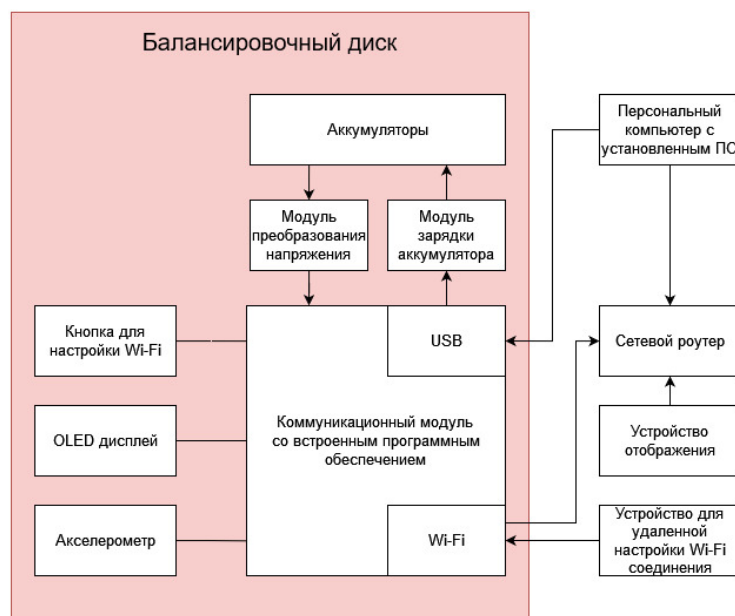 Балансировочный диск
Аккумуляторы
Персональный
компьютер с
установленным ПО
Модуль
преобразования
напряжения
Модуль
зарядки
аккумулятора
Кнопка для
настройки Wi-Fi
USB
Сетевой роутер
OLED дисплей
Коммуникационный модуль
со встроенным программным
обеспечением
Устройство
отображения
Акселерометр
Wi-Fi
Устройство для
удаленной
настройки Wi-Fi
соединения